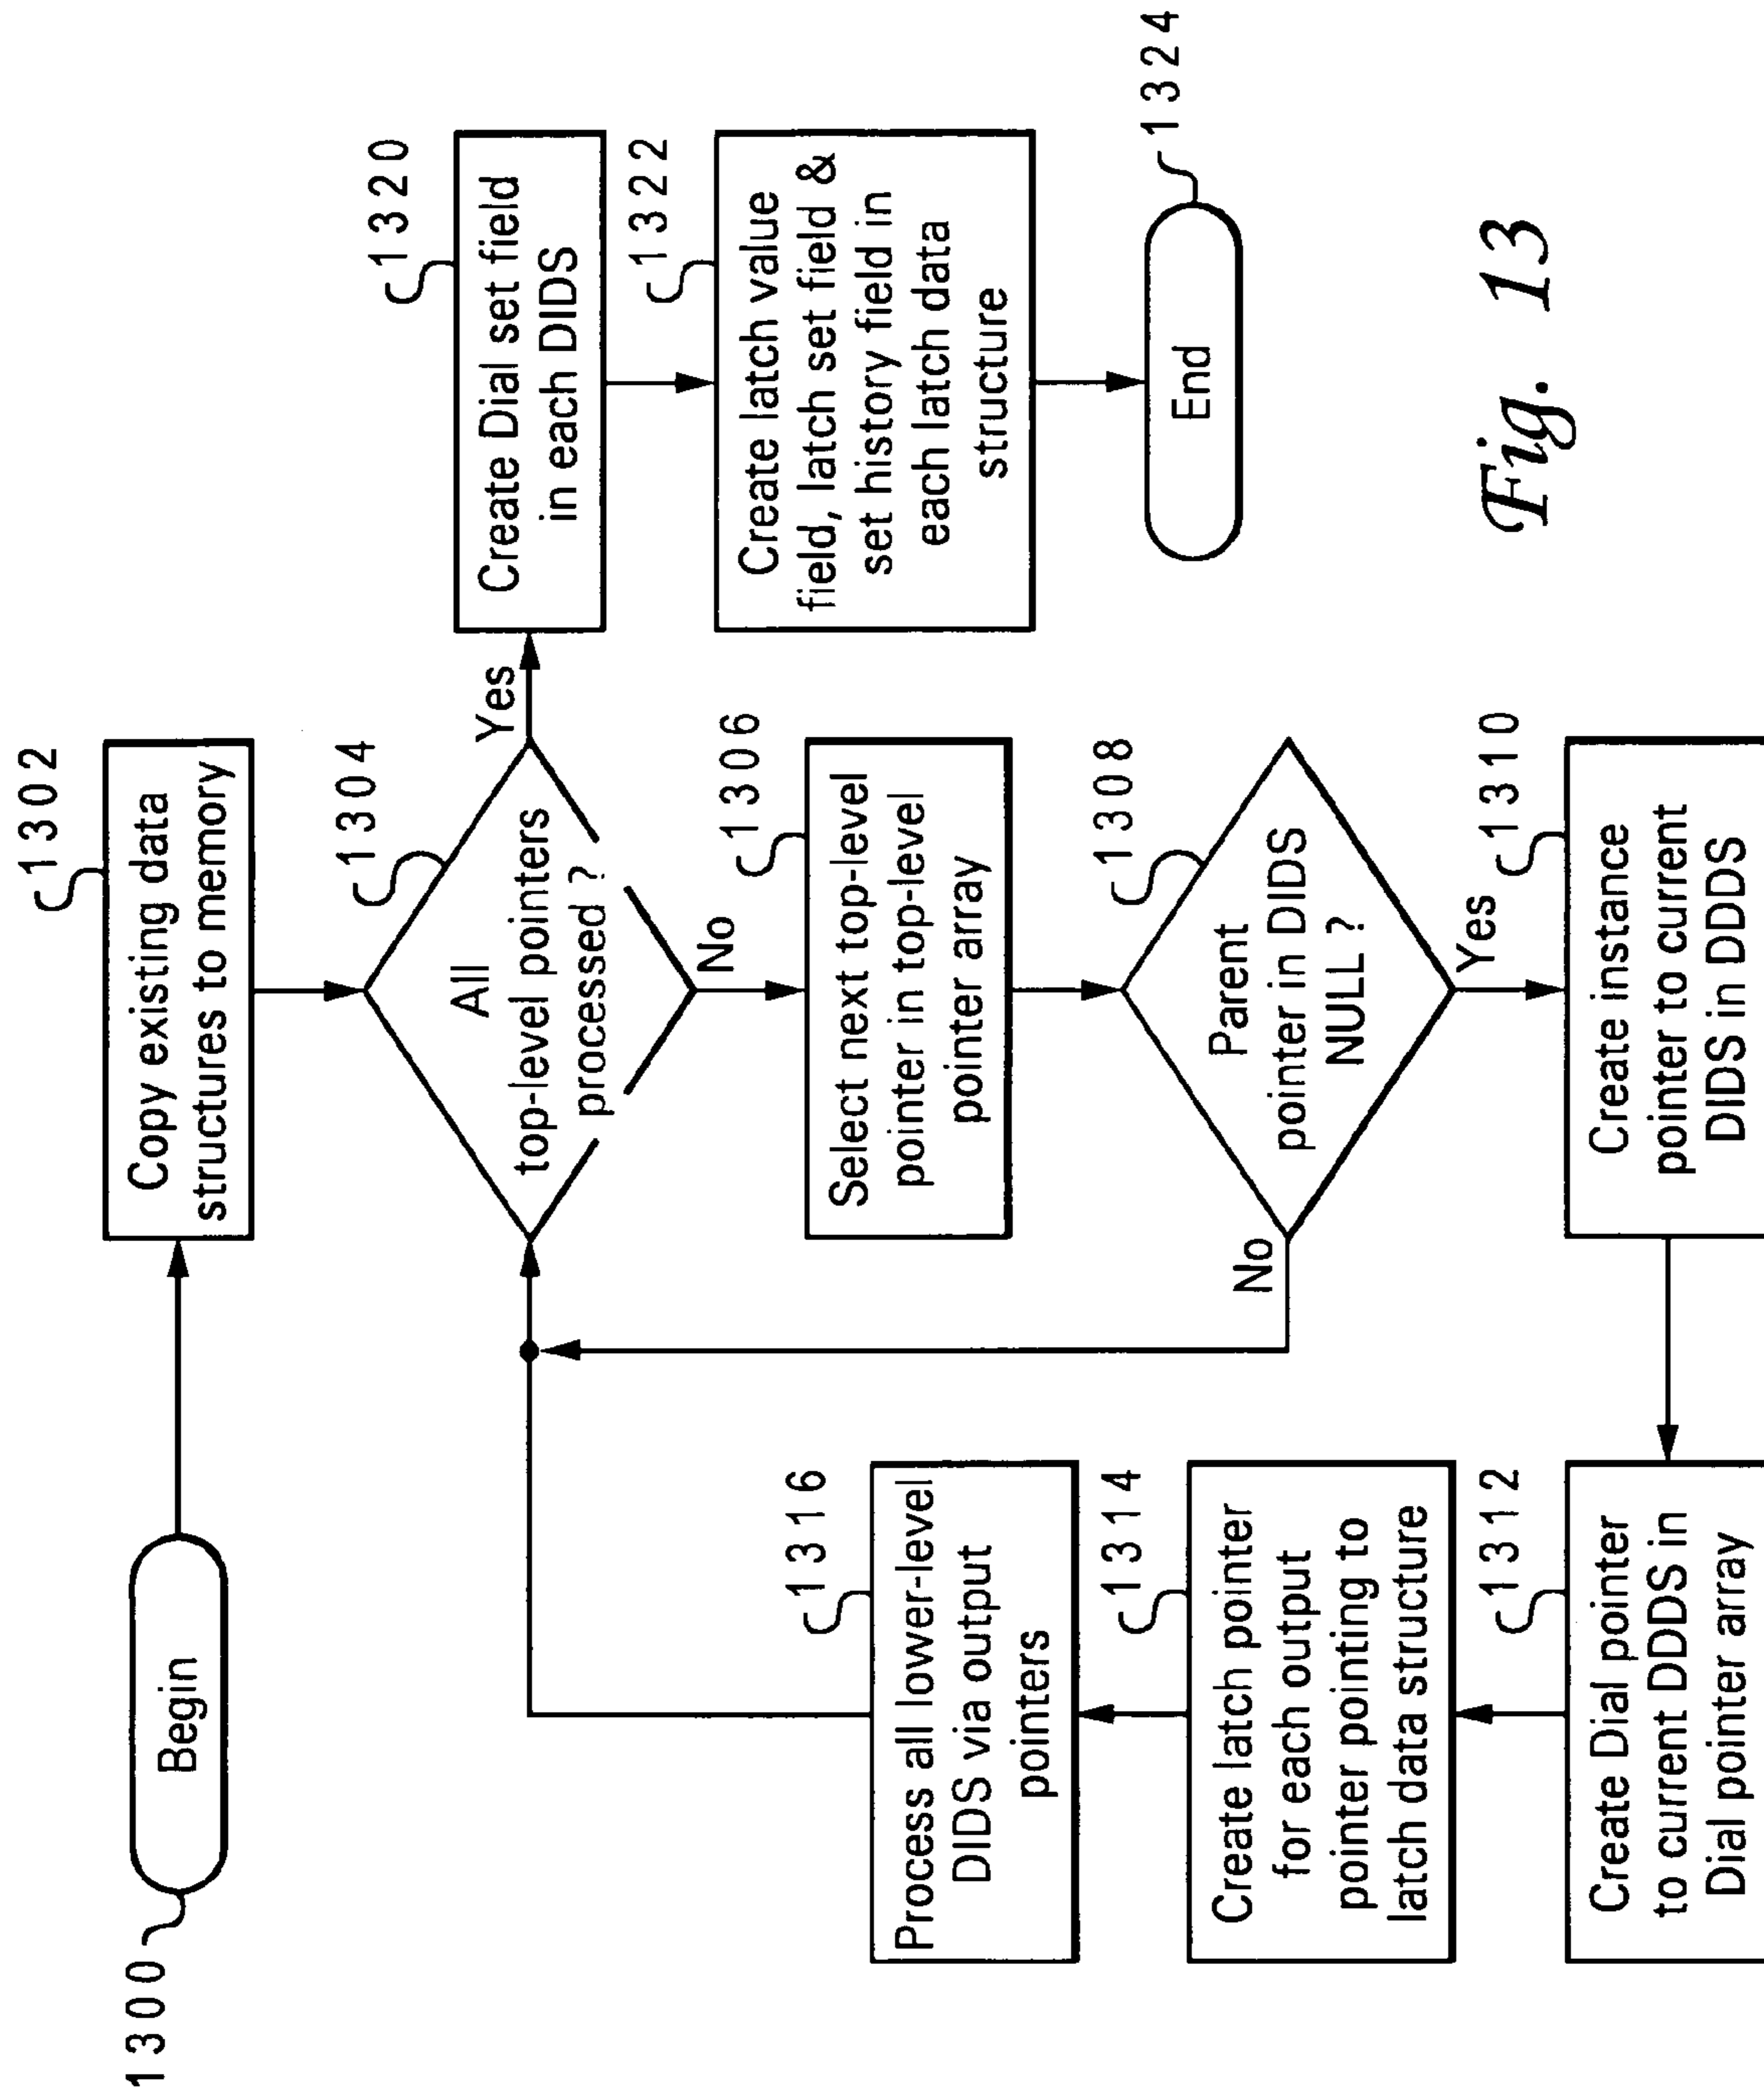 1300
Begin
1302
Copy existing data
structures to memory
1304
All
top-level pointers
processed ?
Yes
No
1306
Select next top-level
pointer in top-level
pointer array
1308
Parent
pointer in DIDS
NULL ?
No
Yes
1310
Create instance
pointer to current
DIDS in DDDS
1312
Create Dial pointer
to current DDDS in
Dial pointer array
1314
Create latch pointer
for each output
pointer pointing to
latch data structure
1316
Process all lower-level
DIDS via output
pointers
1320
Create Dial set field
in each DIDS
1322
Create latch value
field, latch set field &
set history field in
each latch data
structure
End
1324
Fig. 13